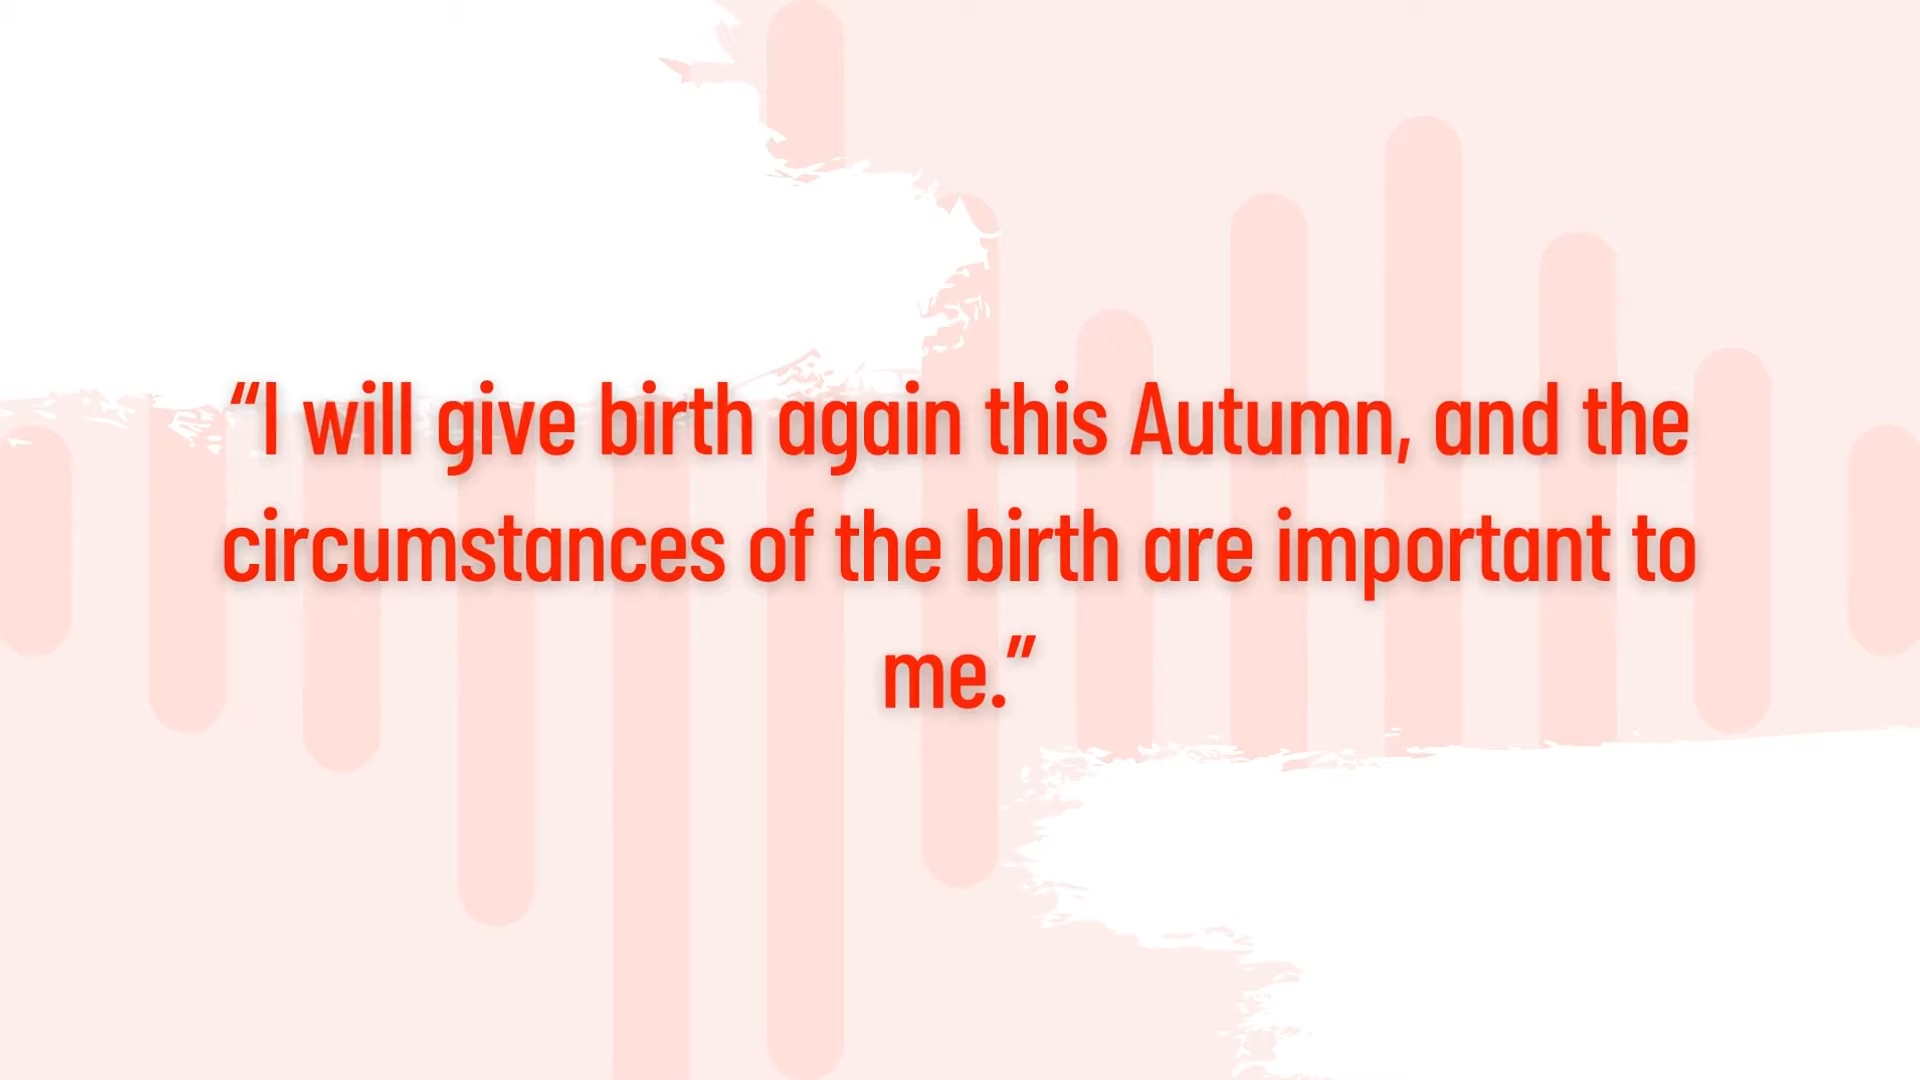 “I will give birth again this Autumn, and the
circumstances of the birth are important to
me.”